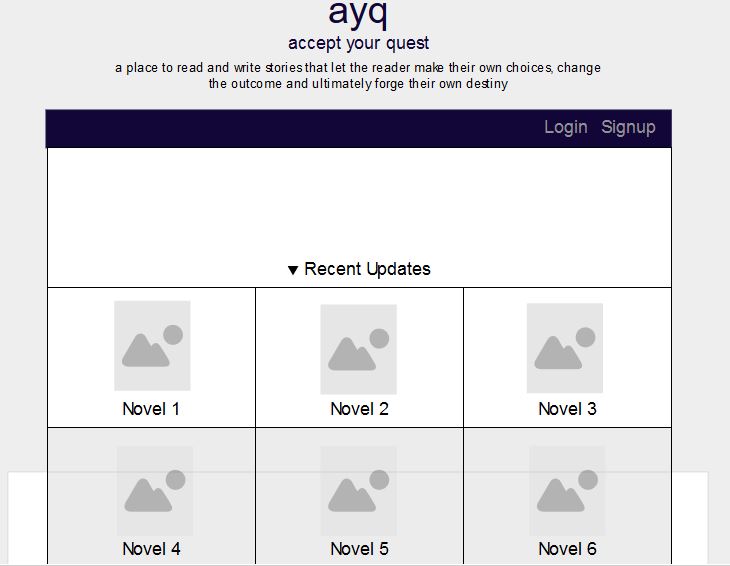 ayq
accept your quest
a place to read and write stories that let the reader make their own choices, change
the outcome and ultimately forge their own destiny
Login Signup
▼ Recent Updates
Novel 1 Novel 2 Novel 3
Novel 4 Novel 5 Novel 6